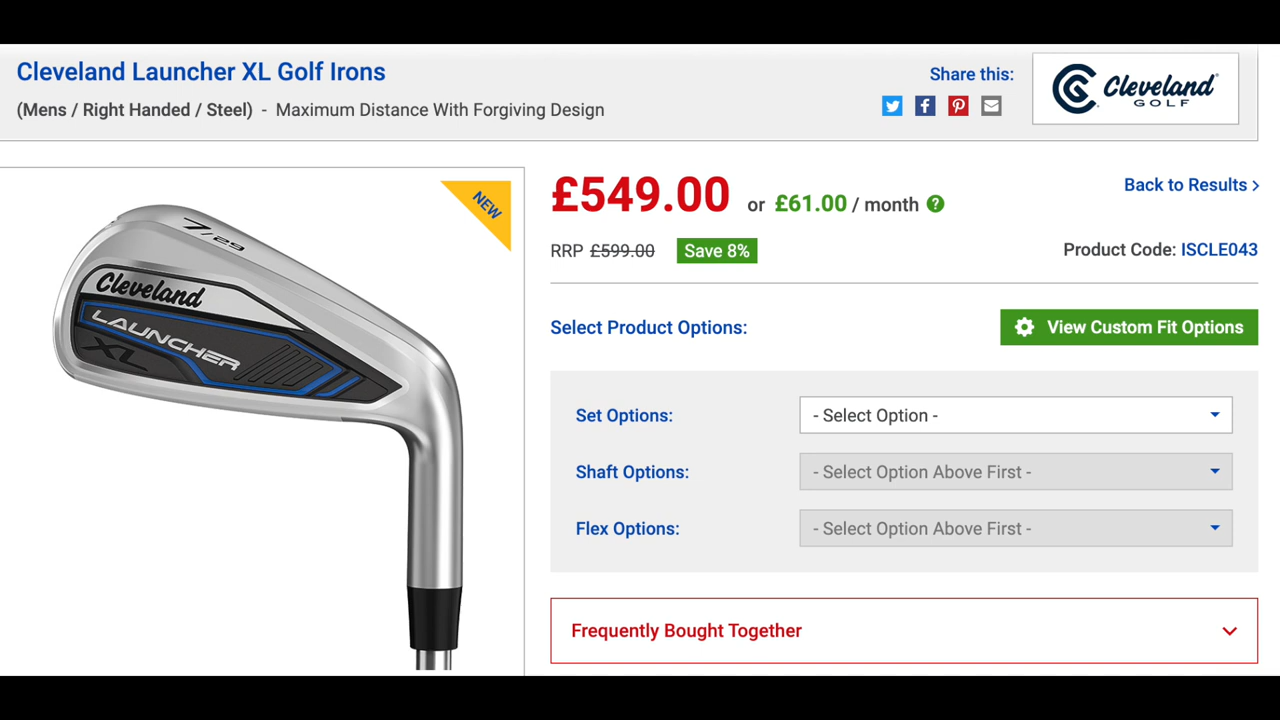 Cleveland Launcher XL Golf Irons
(Mens / Right Handed / Steel) - Maximum Distance With Forgiving Design
Share this:
Cleveland
GOLF
NEW
7/29
Cleveland
LAUNCHER
XL
£549.00 or £61.00 / month ?
Back to Results >
RRP £599.00 Save 8%
Product Code: ISCLE043
Select Product Options:
View Custom Fit Options
Set Options: - Select Option -
Shaft Options: - Select Option Above First -
Flex Options: - Select Option Above First -
Frequently Bought Together